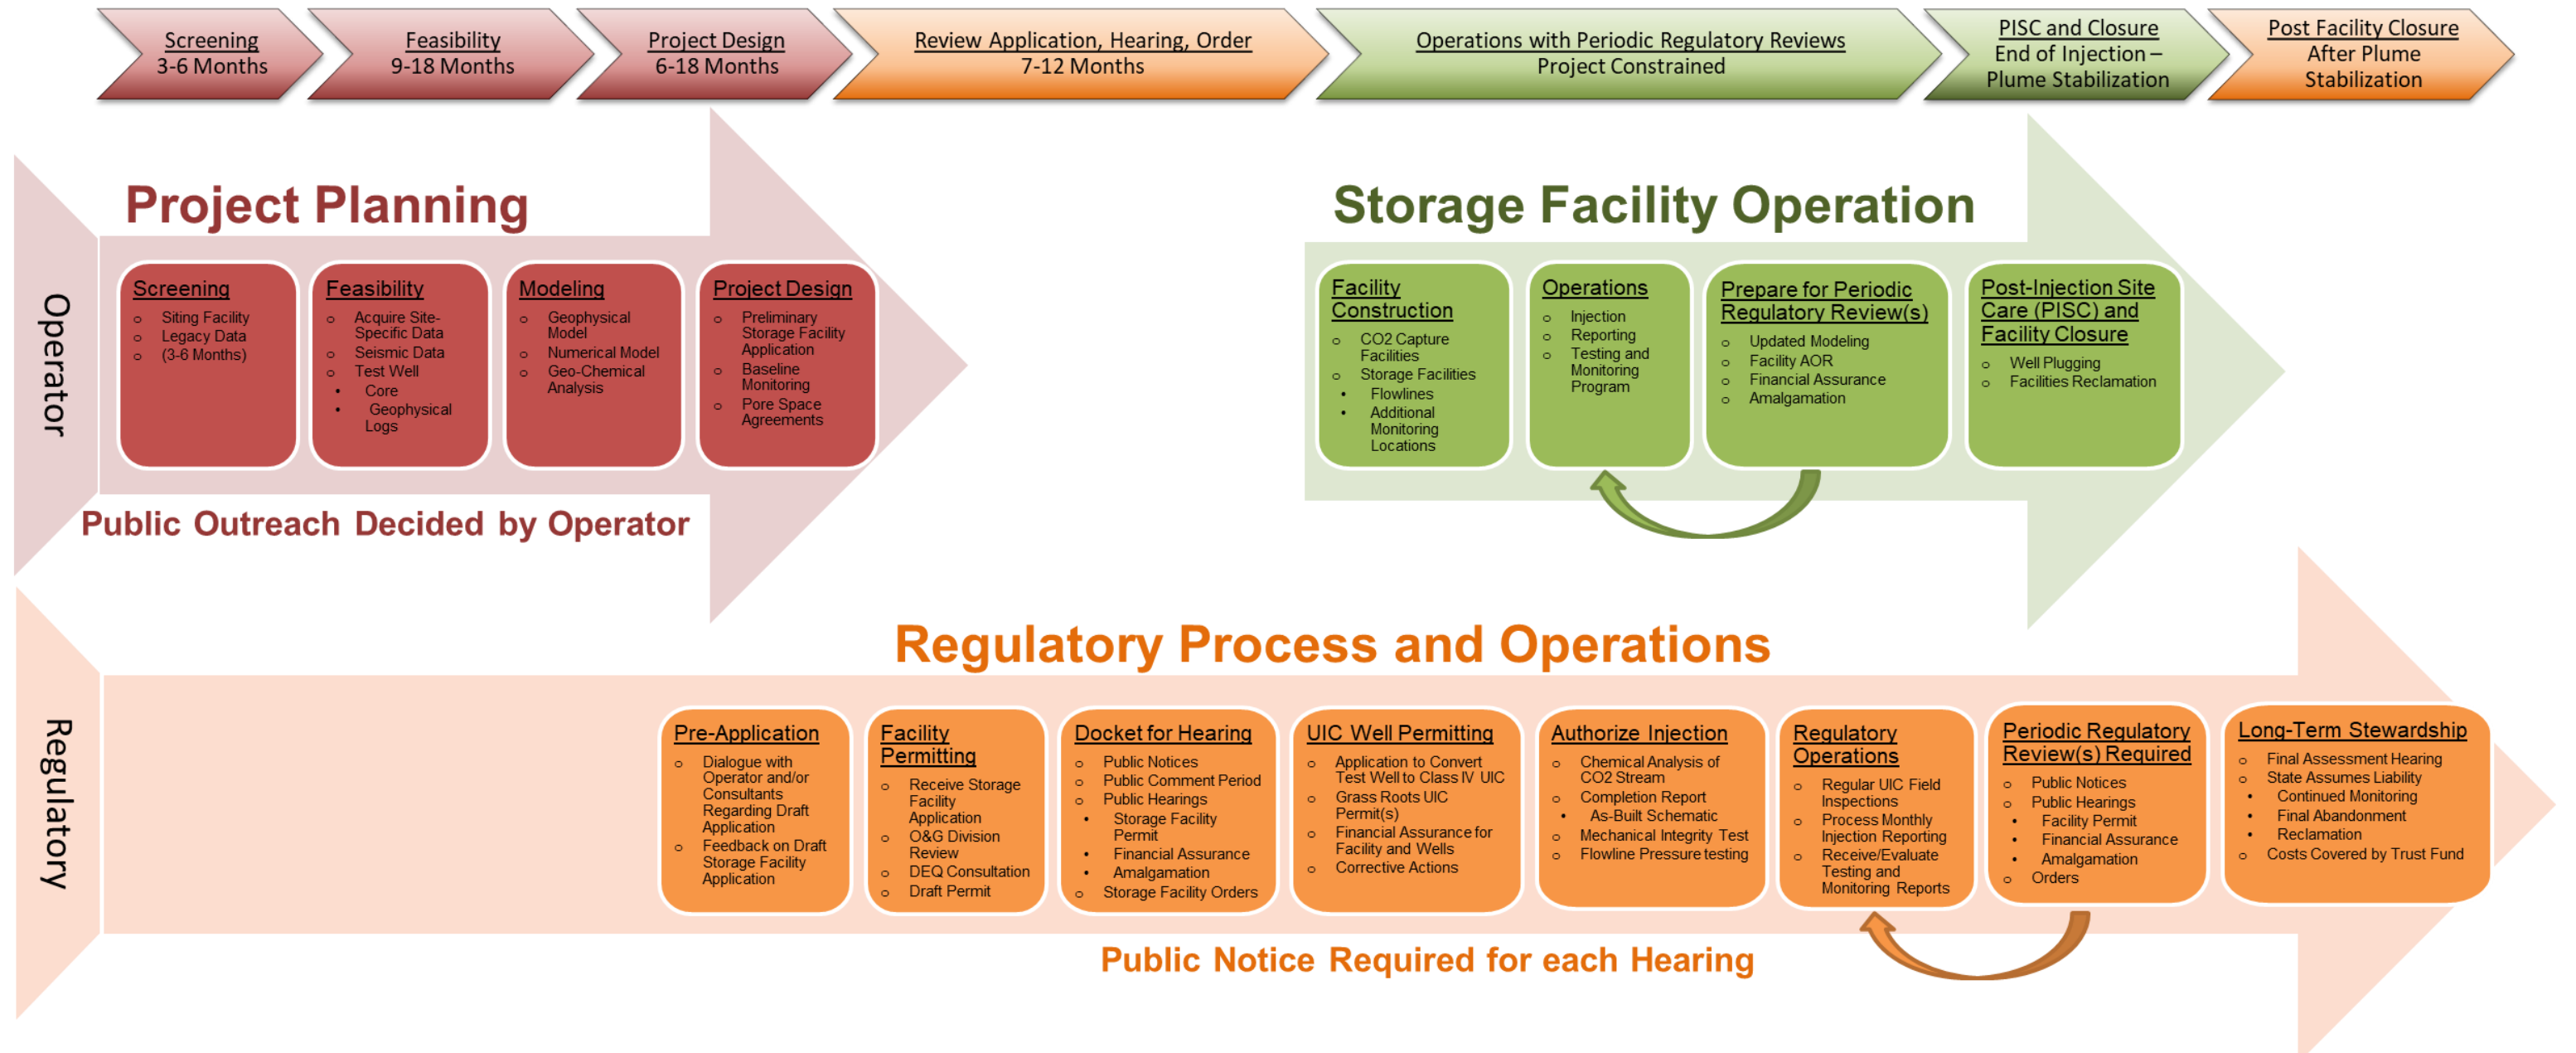 Screening
3-6 Months
Feasibility
9-18 Months
Project Design
6-18 Months
Review Application, Hearing, Order
7-12 Months
Operations with Periodic Regulatory Reviews
Project Constrained
PISC and Closure
End of Injection –
Plume Stabilization
Post Facility Closure
After Plume
Stabilization
Operator
Project Planning
Screening
o Siting Facility
o Legacy Data
o (3-6 Months)
Feasibility
o Acquire Site-
Specific Data
o Seismic Data
o Test Well
• Core
• Geophysical
Logs
Modeling
o Geophysical
Model
o Numerical Model
o Geo-Chemical
Analysis
Project Design
o Preliminary
Storage Facility
Application
o Baseline
Monitoring
o Pore Space
Agreements
Public Outreach Decided by Operator
Storage Facility Operation
Facility
Construction
o CO2 Capture
Facilities
o Storage Facilities
• Flowlines
• Additional
Monitoring
Locations
Operations
o Injection
o Reporting
o Testing and
Monitoring
Program
Prepare for Periodic
Regulatory Review(s)
o Updated Modeling
o Facility AOR
o Financial Assurance
o Amalgamation
Post-Injection Site
Care (PISC) and
Facility Closure
o Well Plugging
o Facilities Reclamation
Regulatory
Regulatory Process and Operations
Pre-Application
o Dialogue with
Operator and/or
Consultants
Regarding Draft
Application
o Feedback on Draft
Storage Facility
Application
Facility
Permitting
o Receive Storage
Facility
Application
o O&G Division
Review
o DEQ Consultation
o Draft Permit
Docket for Hearing
o Public Notices
o Public Comment Period
o Public Hearings
• Storage Facility
Permit
• Financial Assurance
• Amalgamation
o Storage Facility Orders
UIC Well Permitting
o Application to Convert
Test Well to Class IV UIC
o Grass Roots UIC
Permit(s)
o Financial Assurance for
Facility and Wells
o Corrective Actions
Authorize Injection
o Chemical Analysis of
CO2 Stream
o Completion Report
• As-Built Schematic
o Mechanical Integrity Test
o Flowline Pressure testing
Regulatory
Operations
o Regular UIC Field
Inspections
o Process Monthly
Injection Reporting
o Receive/Evaluate
Testing and
Monitoring Reports
Periodic Regulatory
Review(s) Required
o Public Notices
o Public Hearings
• Facility Permit
• Financial Assurance
• Amalgamation
o Orders
Long-Term Stewardship
o Final Assessment Hearing
o State Assumes Liability
• Continued Monitoring
• Final Abandonment
• Reclamation
o Costs Covered by Trust Fund
Public Notice Required for each Hearing